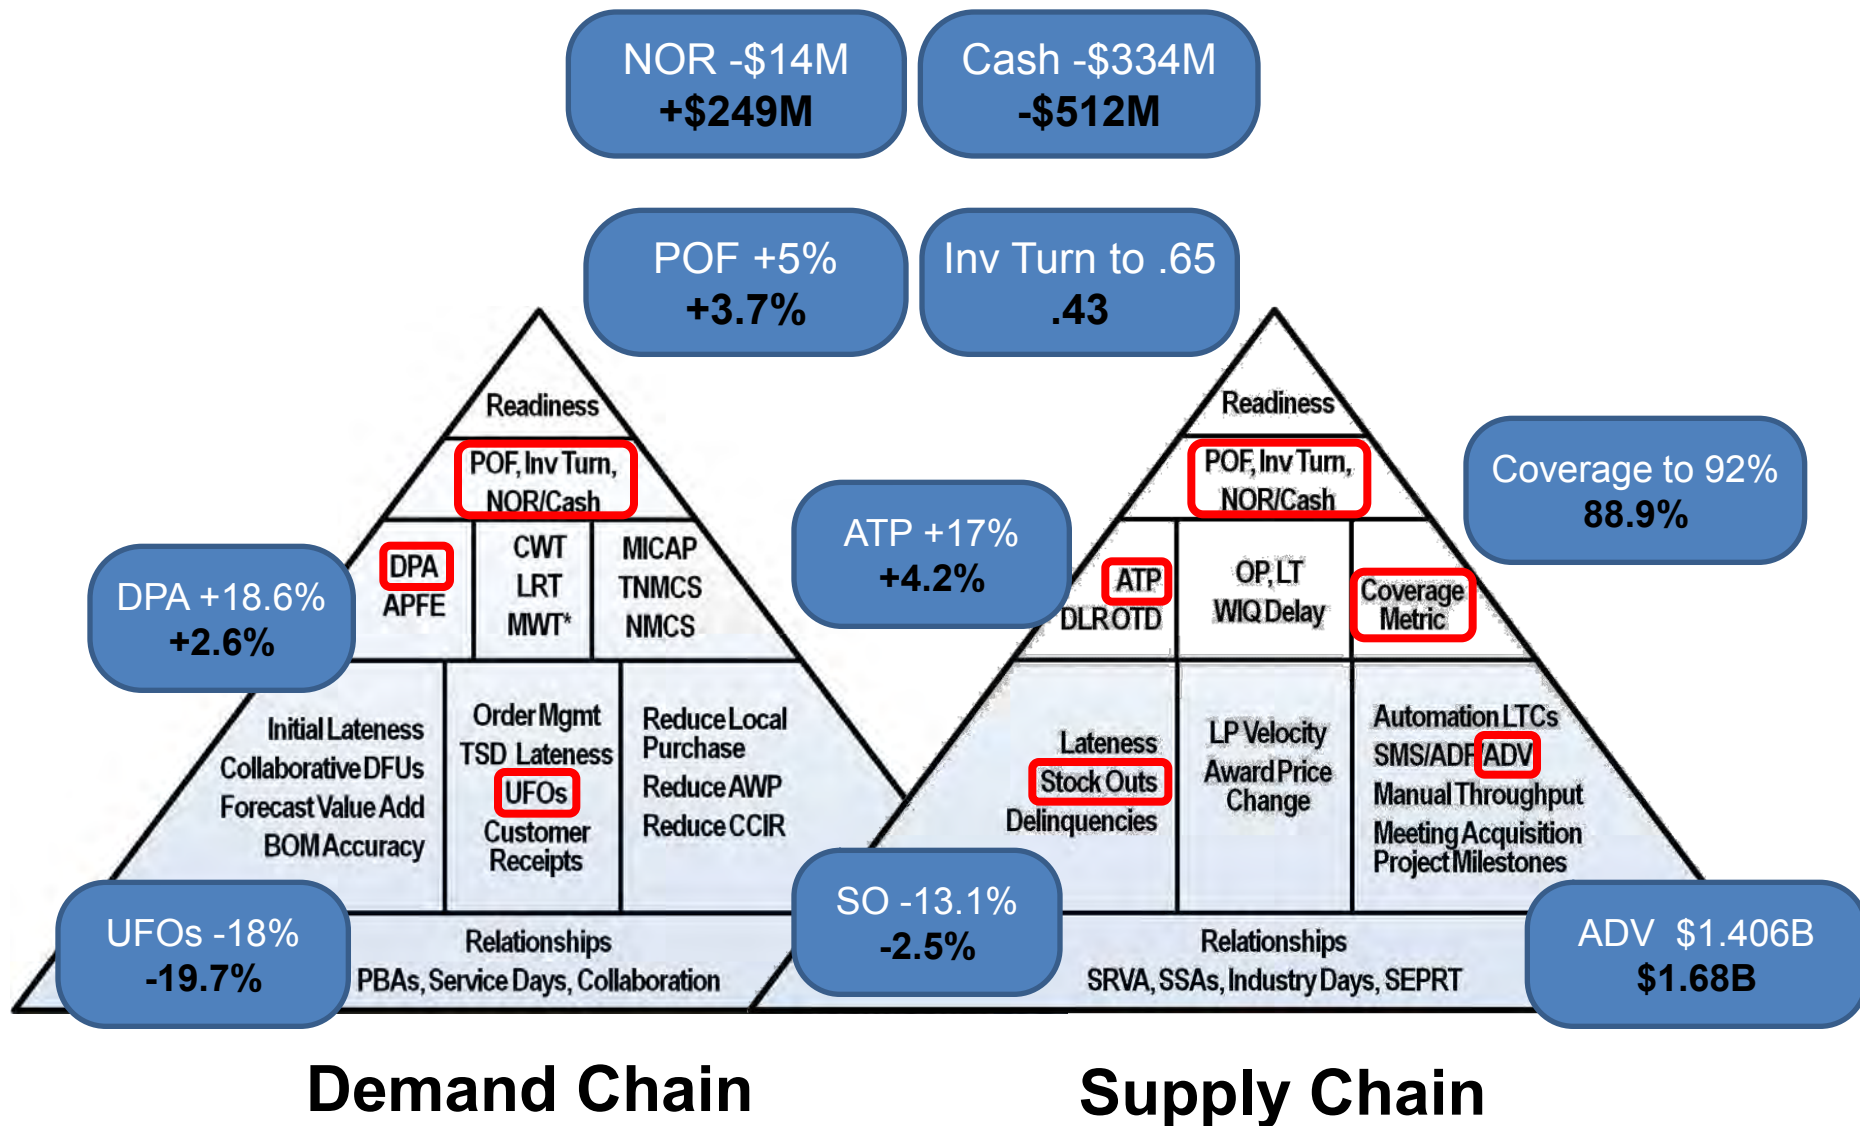 NOR -$14M
+$249M
Cash -$334M
-$512M
POF +5%
+3.7%
Inv Turn to .65
.43
Readiness
POF, Inv Turn,
NOR/Cash
DPA
APFE
CWT
LRT
MWT*
MICAP
TNMCS
NMCS
DPA +18.6%
+2.6%
Initial Lateness
Collaborative DFUs
Forecast Value Add
BOM Accuracy
Order Mgmt
TSD Lateness
UFOs
Customer
Receipts
Reduce Local
Purchase
Reduce AWP
Reduce CCIR
UFOs -18%
-19.7%
Relationships
PBAs, Service Days, Collaboration
Demand Chain
Readiness
POF, Inv Turn,
NOR/Cash
Coverage to 92%
88.9%
ATP +17%
+4.2%
ATP
DLR OTD
OP, LT
WIQ Delay
Coverage
Metric
Lateness
Stock Outs
Delinquencies
LP Velocity
Award Price
Change
Automation LTCs
SMS/ADF/ADV
Manual Throughput
Meeting Acquisition
Project Milestones
SO -13.1%
-2.5%
Relationships
SRVA, SSAs, Industry Days, SEPRT
ADV $1.406B
$1.68B
Supply Chain